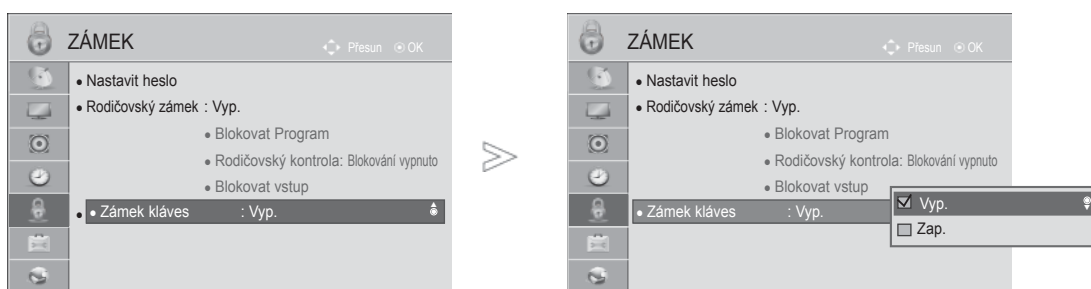 ZÁMEK
Přesun OK
• Nastavit heslo
• Rodičovský zámek : Vyp.
• Blokovat Program
• Rodičovský kontrola: Blokování vypnuto
• Blokovat vstup
• • Zámek kláves : Vyp.
ZÁMEK
Přesun OK
• Nastavit heslo
• Rodičovský zámek : Vyp.
• Blokovat Program
• Rodičovský kontrola: Blokování vypnuto
• Blokovat vstup
• Zámek kláves : Vyp.
Vyp.
Zap.